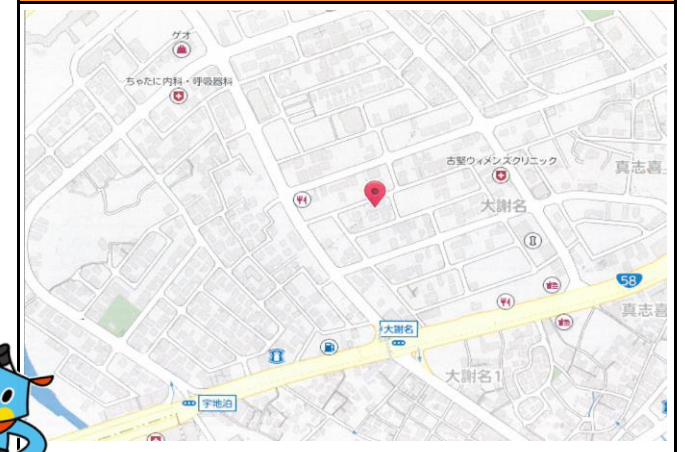 ゲオ
ちゃたに内科・呼吸器科
古堅ウィメンズクリニック
真志喜
大謝名
58
真志喜
大謝名
大謝名1
宇地泊